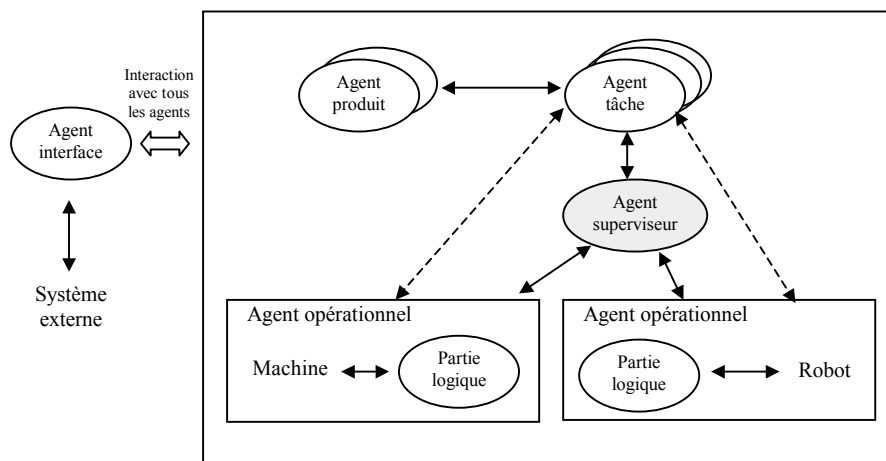 Interaction
avec tous
les agents
Agent
interface
Système
externe
Agent
produit
Agent
tâche
Agent
superviseur
Agent opérationnel
Machine
Partie
logique
Agent opérationnel
Partie
logique
Robot